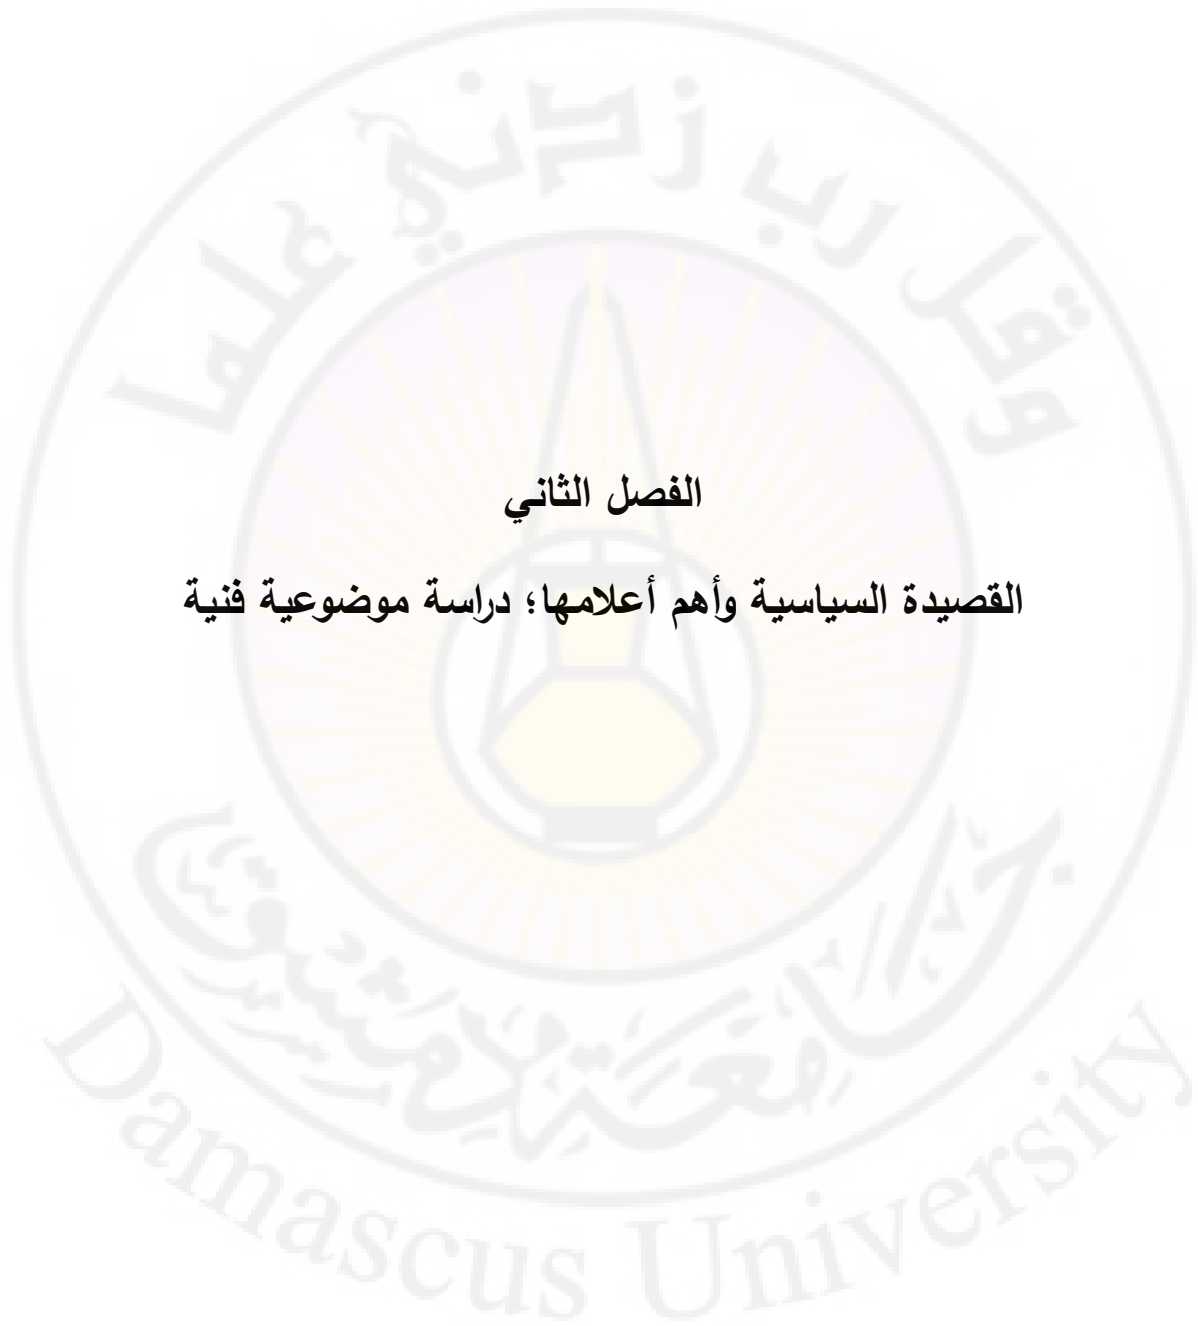 وقل رب زدني علما
الفصل الثاني
القصيدة السياسية وأهم أعلامها؛ دراسة موضوعية فنية
جامعة دمشق
Damascus University